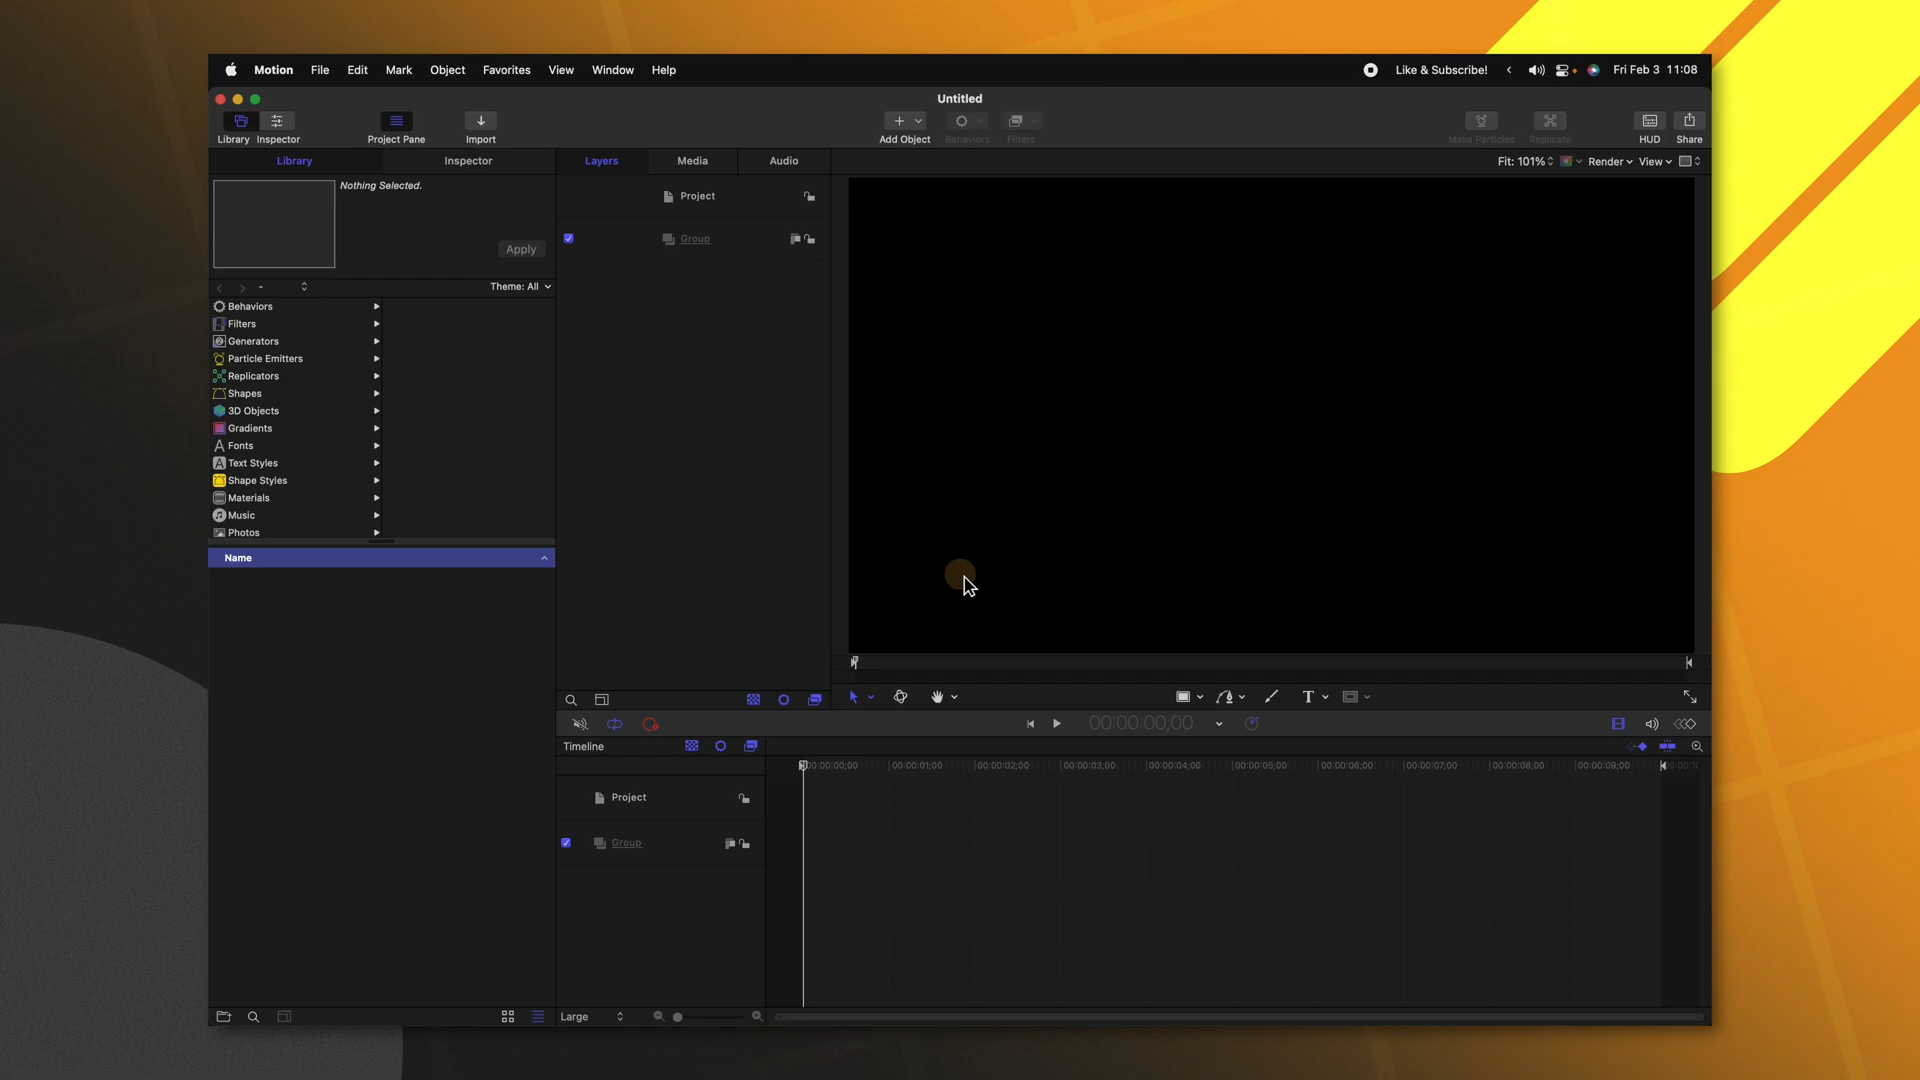 Motion File Edit Mark Object Favorites View Window Help Like & Subscribe! Fri Feb 3 11:08
Untitled
Library Inspector Project Pane Import Add Object Behaviors Filters Make Particles Replicate HUD Share
Library Inspector Layers Media Audio Fit: 101% Render View
Nothing Selected.
Apply
Project
Group
- Theme: All
Behaviors
Filters
Generators
Particle Emitters
Replicators
Shapes
3D Objects
Gradients
Fonts
Text Styles
Shape Styles
Materials
Music
Photos
Name
T
00:00:00;00
Timeline
00:00:00;00 00:00:01;00 00:00:02;00 00:00:03;00 00:00:04;00 00:00:05;00 00:00:06;00 00:00:07;00 00:00:08;00 00:00:09;00
Project
Group
Large